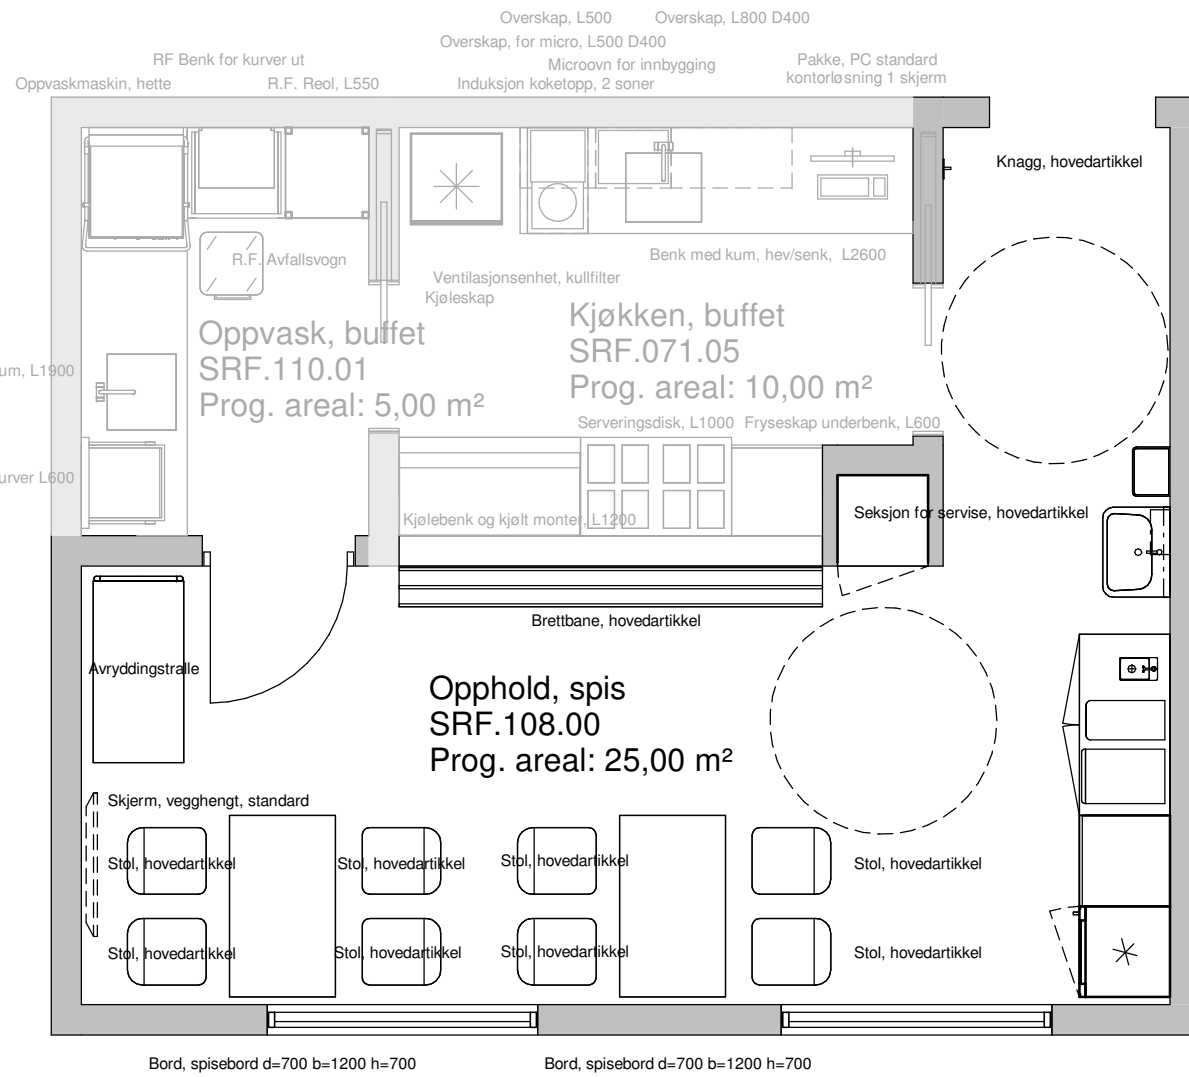 Overskap, L500
Overskap, L800 D400
Overskap, for micro, L500 D400
RF Benk for kurver ut
Microovn for innbygging
Pakke, PC standard
kontorløsning 1 skjerm
Oppvaskmaskin, hette
R.F. Reol, L550
Induksjon koketopp, 2 soner
Knagg, hovedartikkel
R.F. Avfallsvogn
Benk med kum, hev/senk, L2600
Ventilasjonsenhet, kullfilter
Kjøleskap
Oppvask, buffet
SRF.110.01
Prog. areal: 5,00 m²
Kjøkken, buffet
SRF.071.05
Prog. areal: 10,00 m²
um, L1900
Serveringsdisk, L1000
Fryseskap underbenk, L600
urver L600
Kjølebenk og kjølt monter, L1200
Seksjon for servise, hovedartikkel
Brettbane, hovedartikkel
Avryddingstralle
Opphold, spis
SRF.108.00
Prog. areal: 25,00 m²
Skjerm, vegghengt, standard
Stol, hovedartikkel
Stol, hovedartikkel
Stol, hovedartikkel
Stol, hovedartikkel
Stol, hovedartikkel
Stol, hovedartikkel
Stol, hovedartikkel
Stol, hovedartikkel
Bord, spisebord d=700 b=1200 h=700
Bord, spisebord d=700 b=1200 h=700